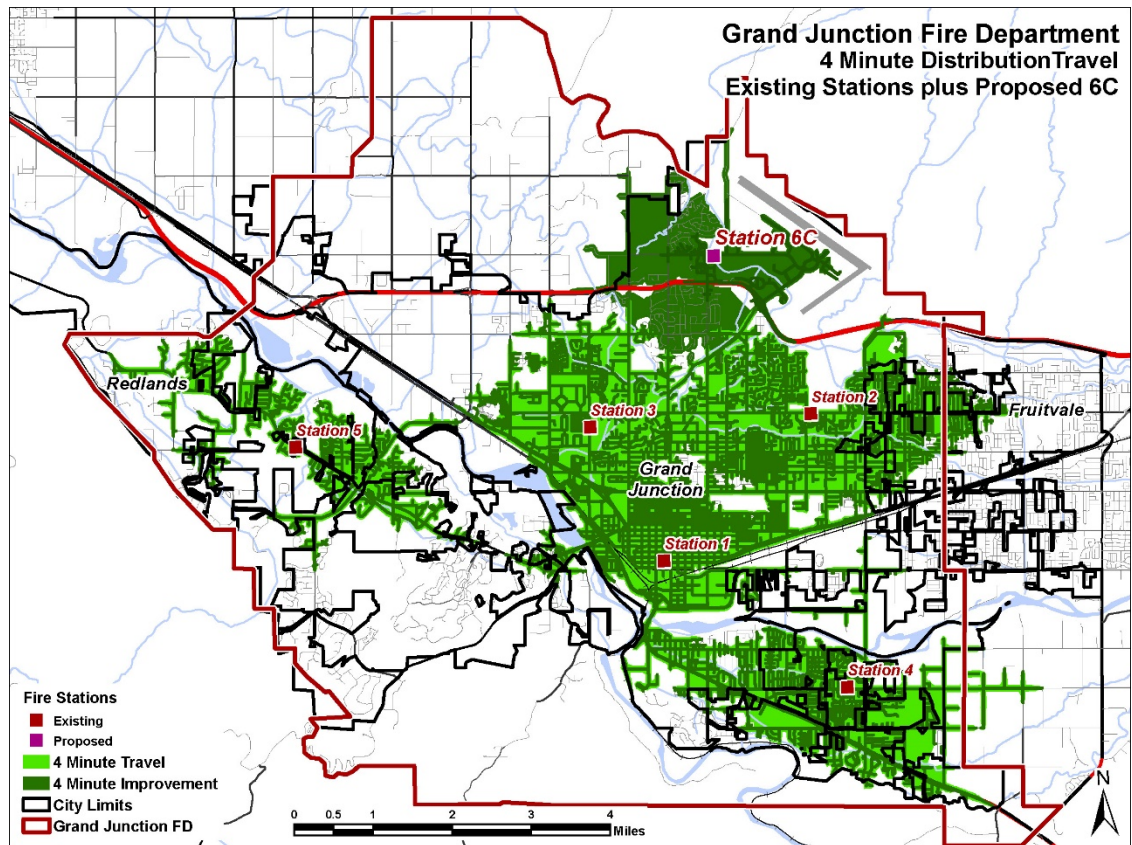 Grand Junction Fire Department
4 Minute DistributionTravel
Existing Stations plus Proposed 6C
Station 6C
Redlands
Station 5
Station 3
Station 2
Fruitvale
Grand
Junction
Station 1
Station 4
Fire Stations
Existing
Proposed
4 Minute Travel
4 Minute Improvement
City Limits
Grand Junction FD
0 0.5 1 2 3 4
Miles
N